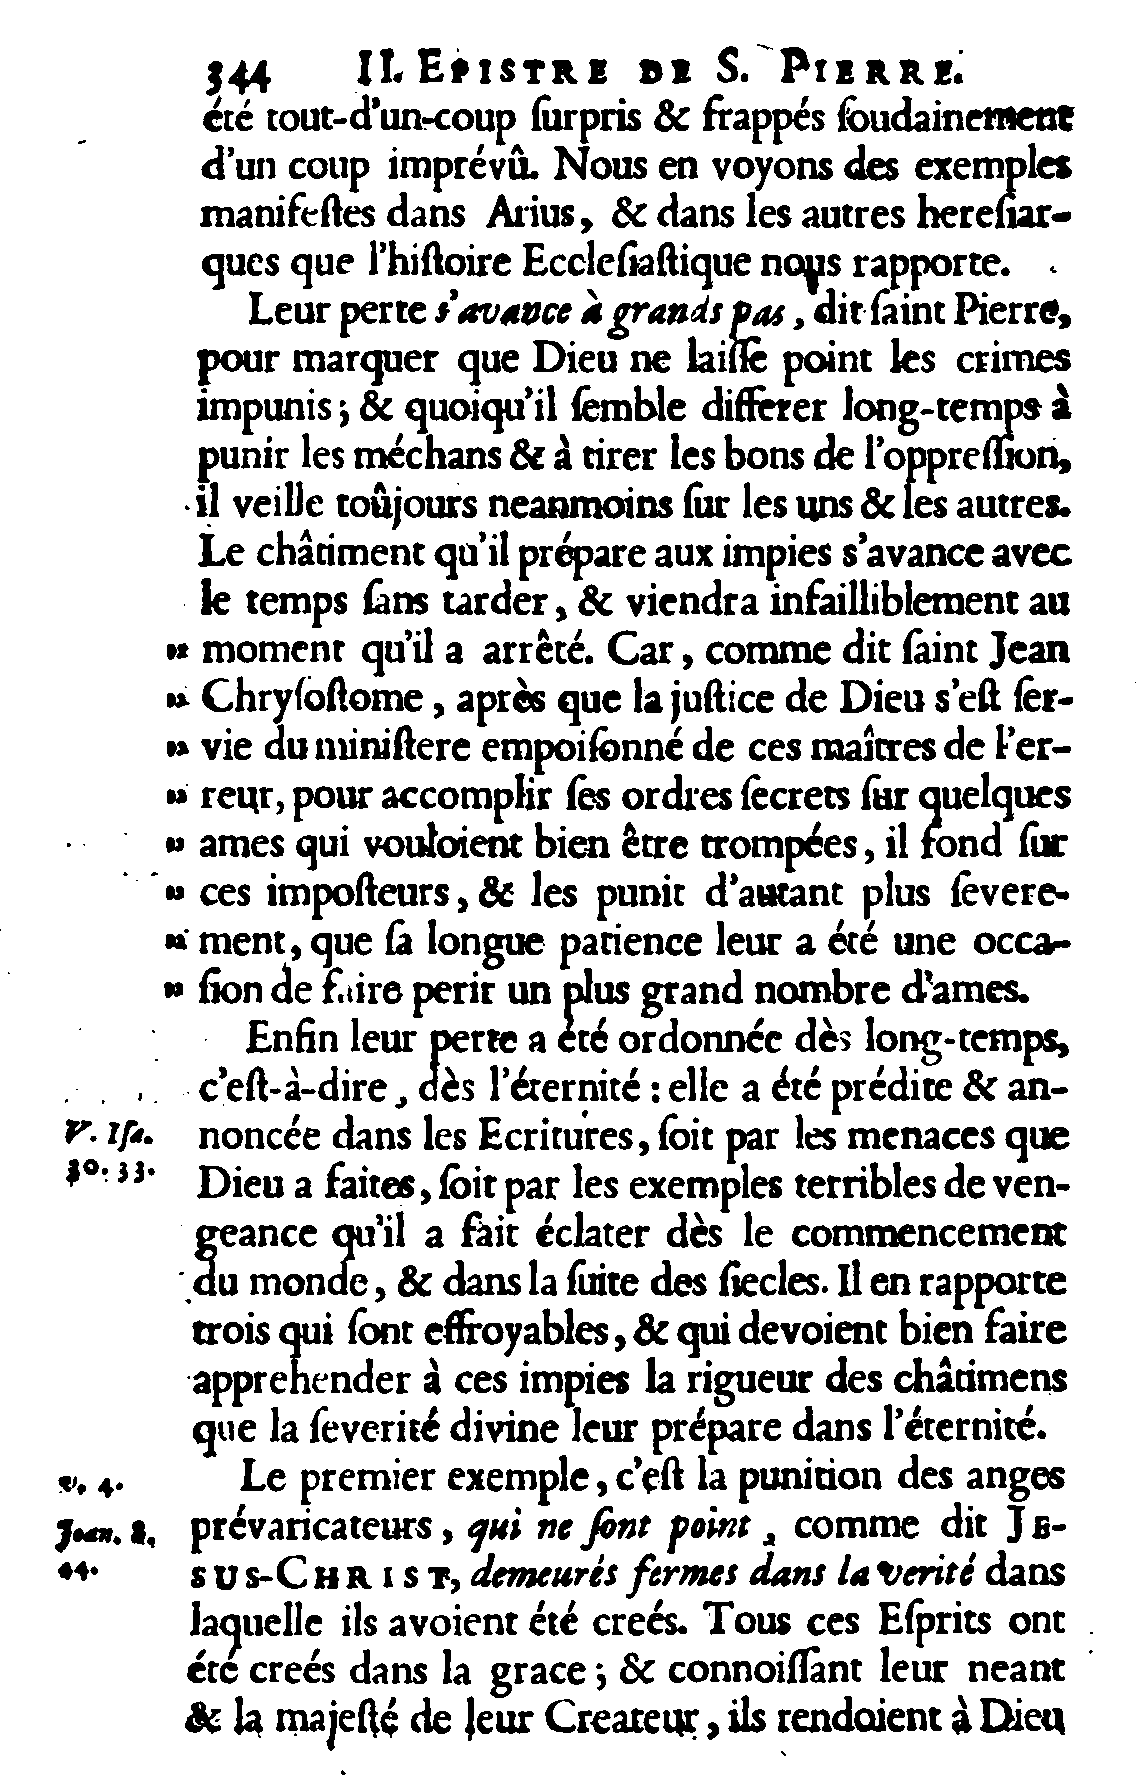 344 II. EPISTRE DE S. PIERRE.
été tout-d'un-coup ſurpris & frappés ſoudainement
d'un coup imprévû. Nous en voyons des exemples
manifeſtes dans Arius, & dans les autres hereſiar-
ques que l'hiſtoire Eccleſiaſtique nous rapporte.
Leur perte s'avance à grands pas, dit ſaint Pierre,
pour marquer que Dieu ne laiſſe point les crimes
impunis; & quoiqu'il ſemble differer long-temps à
punir les méchans & à tirer les bons de l'oppreſſion,
il veille toûjours neanmoins ſur les uns & les autres.
Le châtiment qu'il prépare aux impies s'avance avec
le temps ſans tarder, & viendra infailliblement au
" moment qu'il a arrêté. Car, comme dit ſaint Jean
" Chryſoſtome, après que la juſtice de Dieu s'eſt ſer-
" vie du miniſtere empoiſonné de ces maîtres de l'er-
" reur, pour accomplir ſes ordres ſecrets ſur quelques
" ames qui vouloient bien être trompées, il fond ſur
" ces impoſteurs, & les punit d'autant plus ſevere-
" ment, que ſa longue patience leur a été une occa-
" ſion de faire perir un plus grand nombre d'ames.
Enfin leur perte a été ordonnée dès long-temps,
c'eſt-à-dire, dès l'éternité : elle a été prédite & an-
V. Iſa. noncée dans les Ecritures, ſoit par les menaces que
30. 33. Dieu a faites, ſoit par les exemples terribles de ven-
geance qu'il a fait éclater dès le commencement
du monde, & dans la ſuite des ſiecles. Il en rapporte
trois qui ſont effroyables, & qui devoient bien faire
apprehender à ces impies la rigueur des châtimens
que la ſeverité divine leur prépare dans l'éternité.
v. 4. Le premier exemple, c'eſt la punition des anges
Joan. 8. prévaricateurs, qui ne ſont point, comme dit JE-
44. SUS-CHRIST, demeurés fermes dans la verité dans
laquelle ils avoient été creés. Tous ces Eſprits ont
été creés dans la grace; & connoiſſant leur neant
& la majeſté de leur Createur, ils rendoient à Dieu